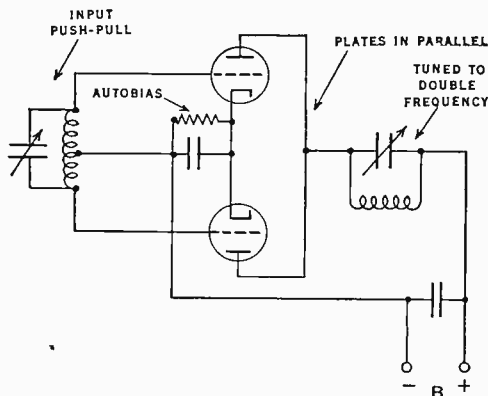 INPUT
PUSH-PULL
PLATES IN PARALLEL
TUNED TO
DOUBLE
FREQUENCY
AUTOBIAS
- +
B